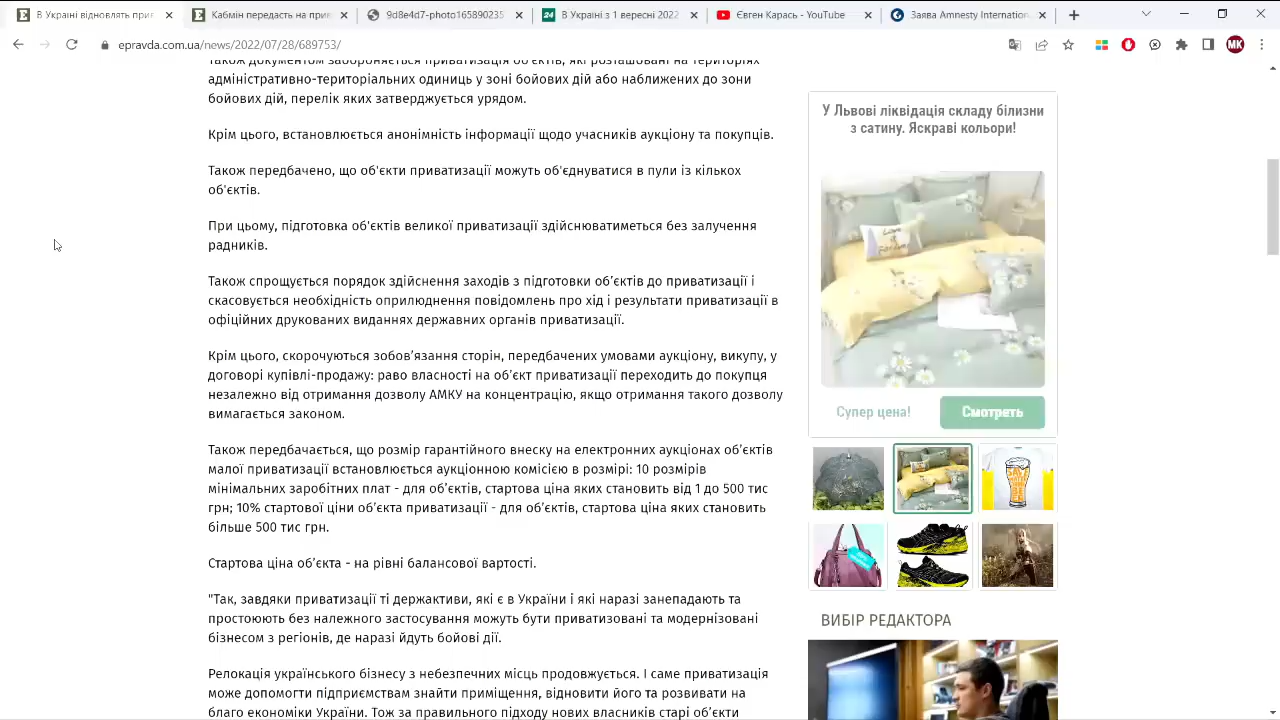 В Україні відновлять прив
Кабмін передасть на прив
9d8e4d7-photo165890235
24 В Україні з 1 вересні 2022
Євген Карась - YouTube
Заява Amnesty Internation
epravda.com.ua/news/2022/07/28/689753/
MK
Також документом забороняється приватизація об'єктів, які розташовані на територіях
адміністративно-територіальних одиниць у зоні бойових дій або наближених до зони
бойових дій, перелік яких затверджується урядом.
Крім цього, встановлюється анонімність інформації щодо учасників аукціону та покупців.
Також передбачено, що об'єкти приватизації можуть об'єднуватися в пули із кількох
об'єктів.
При цьому, підготовка об'єктів великої приватизації здійснюватиметься без залучення
радників.
Також спрощується порядок здійснення заходів з підготовки об’єктів до приватизації і
скасовується необхідність оприлюднення повідомлень про хід і результати приватизації в
офіційних друкованих виданнях державних органів приватизації.
Крім цього, скорочуються зобов’язання сторін, передбачених умовами аукціону, викупу, у
договорі купівлі-продажу: раво власності на об’єкт приватизації переходить до покупця
незалежно від отримання дозволу АМКУ на концентрацію, якщо отримання такого дозволу
вимагається законом.
Також передбачається, що розмір гарантійного внеску на електронних аукціонах об’єктів
малої приватизації встановлюється аукціонною комісією в розмірі: 10 розмірів
мінімальних заробітних плат - для об’єктів, стартова ціна яких становить від 1 до 500 тис
грн; 10% стартової ціни об’єкта приватизації - для об’єктів, стартова ціна яких становить
більше 500 тис грн.
Стартова ціна об’єкта - на рівні балансової вартості.
"Так, завдяки приватизації ті держактиви, які є в України і які наразі занепадають та
простоюють без належного застосування можуть бути приватизовані та модернізовані
бізнесом з регіонів, де наразі йдуть бойові дії.
Релокація українського бізнесу з небезпечних місць продовжується. І саме приватизація
може допомогти підприємствам знайти приміщення, відновити його та розвивати на
благо економіки України. Тож за правильного підходу нових власників старі об’єкти
У Львові ліквідація складу білизни
з сатину. Яскраві кольори!
Супер цена!
Смотреть
ВИБІР РЕДАКТОРА